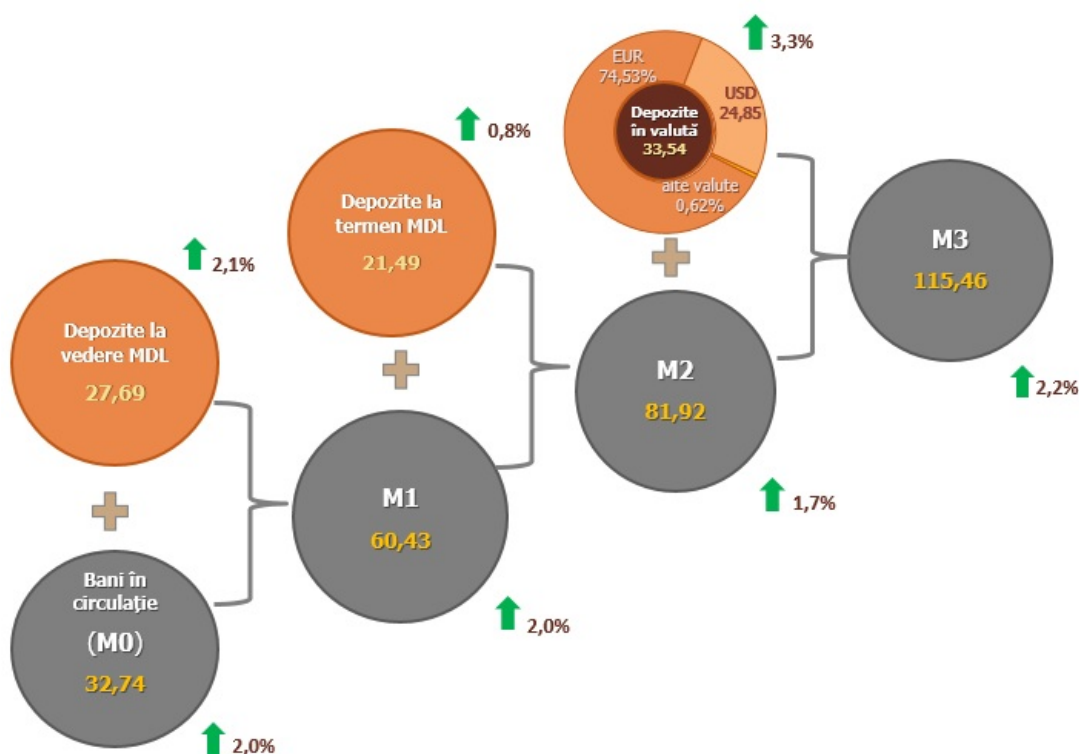 3,3%
EUR
74,53%
USD
24,85
Depozite
în valută
33,54
alte valute
0,62%
0,8%
Depozite la
termen MDL
21,49
M3
115,46
2,2%
2,1%
Depozite la
vedere MDL
27,69
M2
81,92
1,7%
M1
60,43
2,0%
Bani în
circulație
(M0)
32,74
2,0%